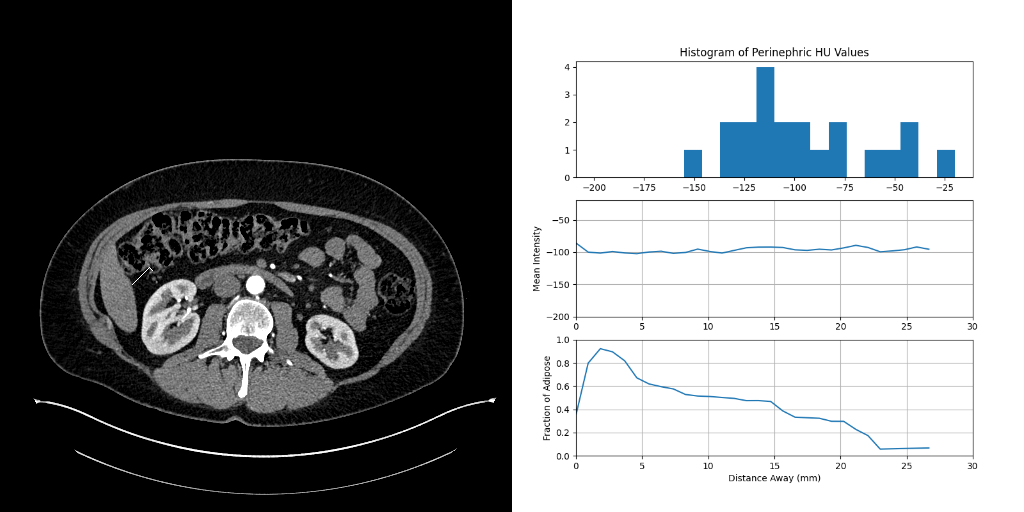 Histogram of Perinephric HU Values
4
3
2
1
0
−200 −175 −150 −125 −100 −75 −50 −25
Mean Intensity
−50
−100
−150
−200
0 5 10 15 20 25 30
Fraction of Adipose
1.0
0.8
0.6
0.4
0.2
0.0
0 5 10 15 20 25 30
Distance Away (mm)